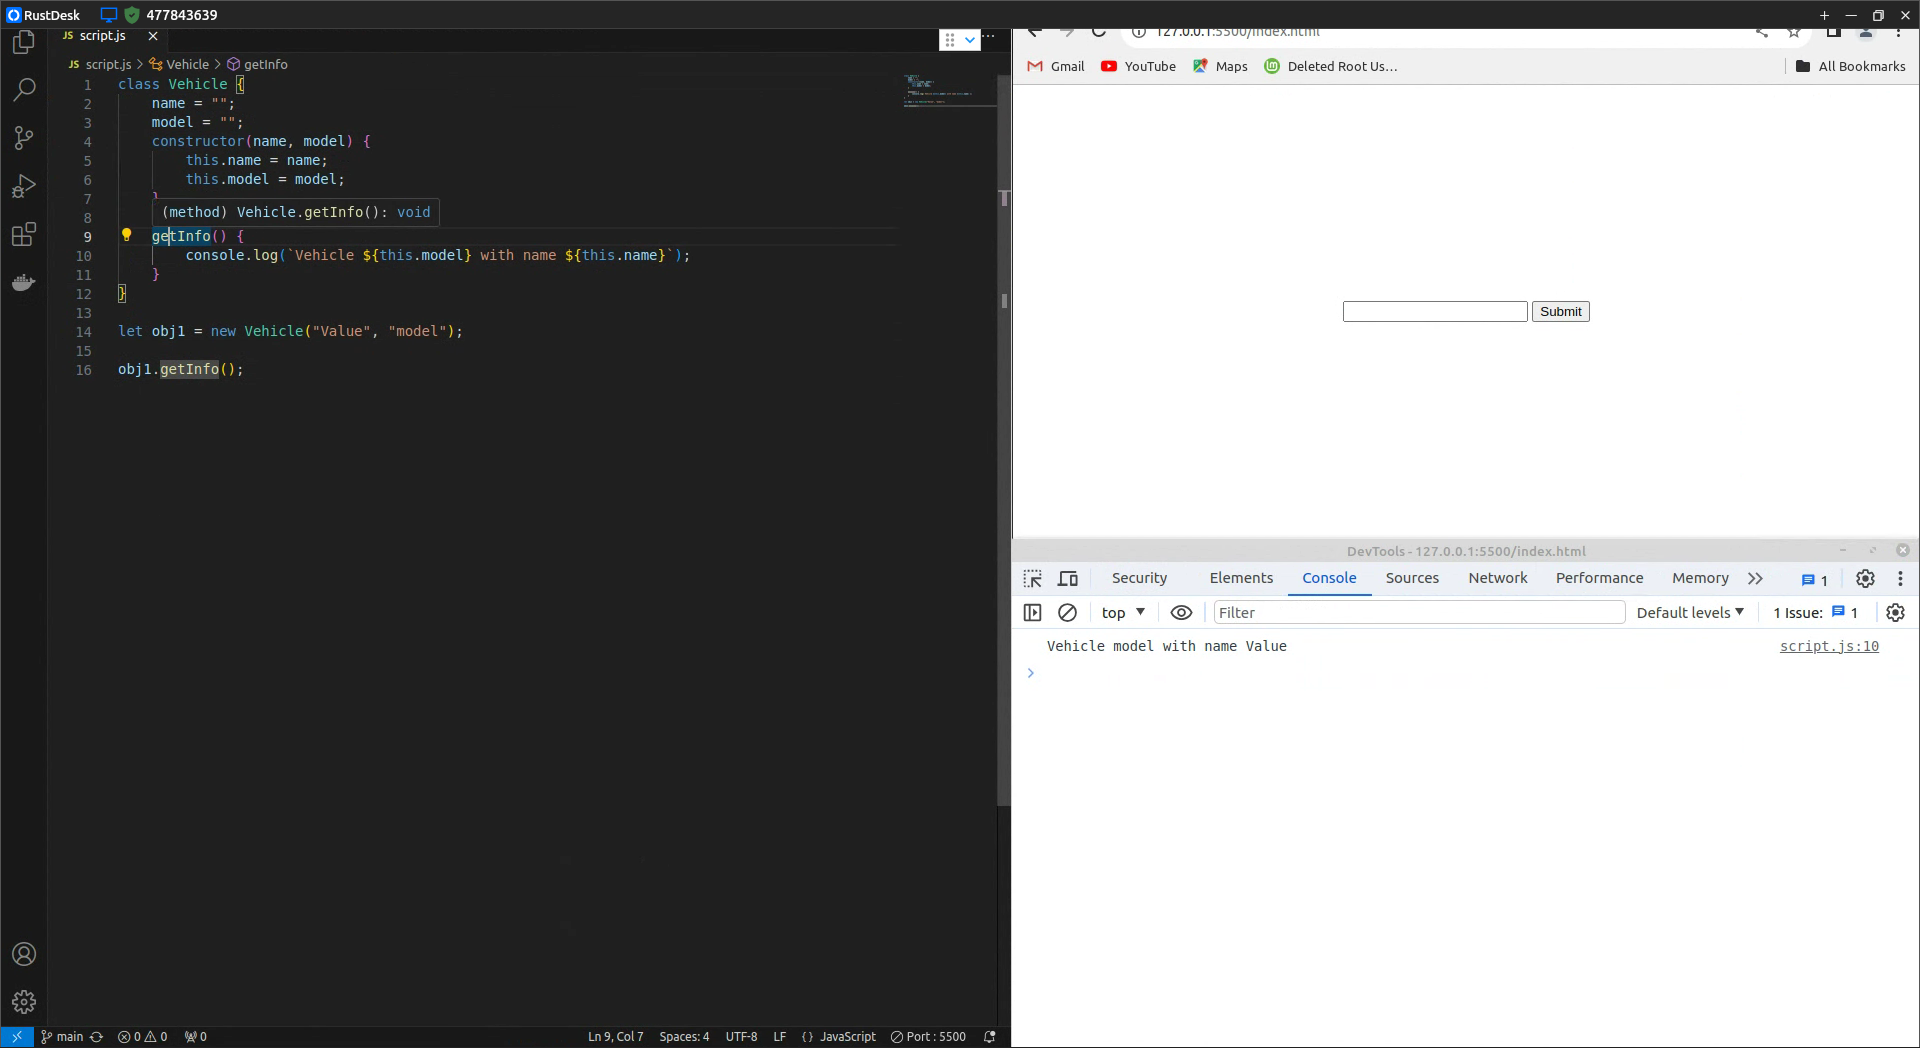 RustDesk 477843639
JS script.js
JS script.js > Vehicle > getInfo
1 class Vehicle {
2 name = "";
3 model = "";
4 constructor(name, model) {
5 this.name = name;
6 this.model = model;
7 }
8
(method) Vehicle.getInfo(): void
9 getInfo() {
10 console.log(`Vehicle ${this.model} with name ${this.name}`);
11 }
12 }
13
14 let obj1 = new Vehicle("Value", "model");
15
16 obj1.getInfo();
main 0 0 0 Ln 9, Col 7 Spaces: 4 UTF-8 LF {} JavaScript Port : 5500
127.0.0.1:5500/index.html
Gmail YouTube Maps Deleted Root Us... All Bookmarks
Submit
DevTools - 127.0.0.1:5500/index.html
Security Elements Console Sources Network Performance Memory 1
top Filter Default levels 1 Issue: 1
Vehicle model with name Value script.js:10